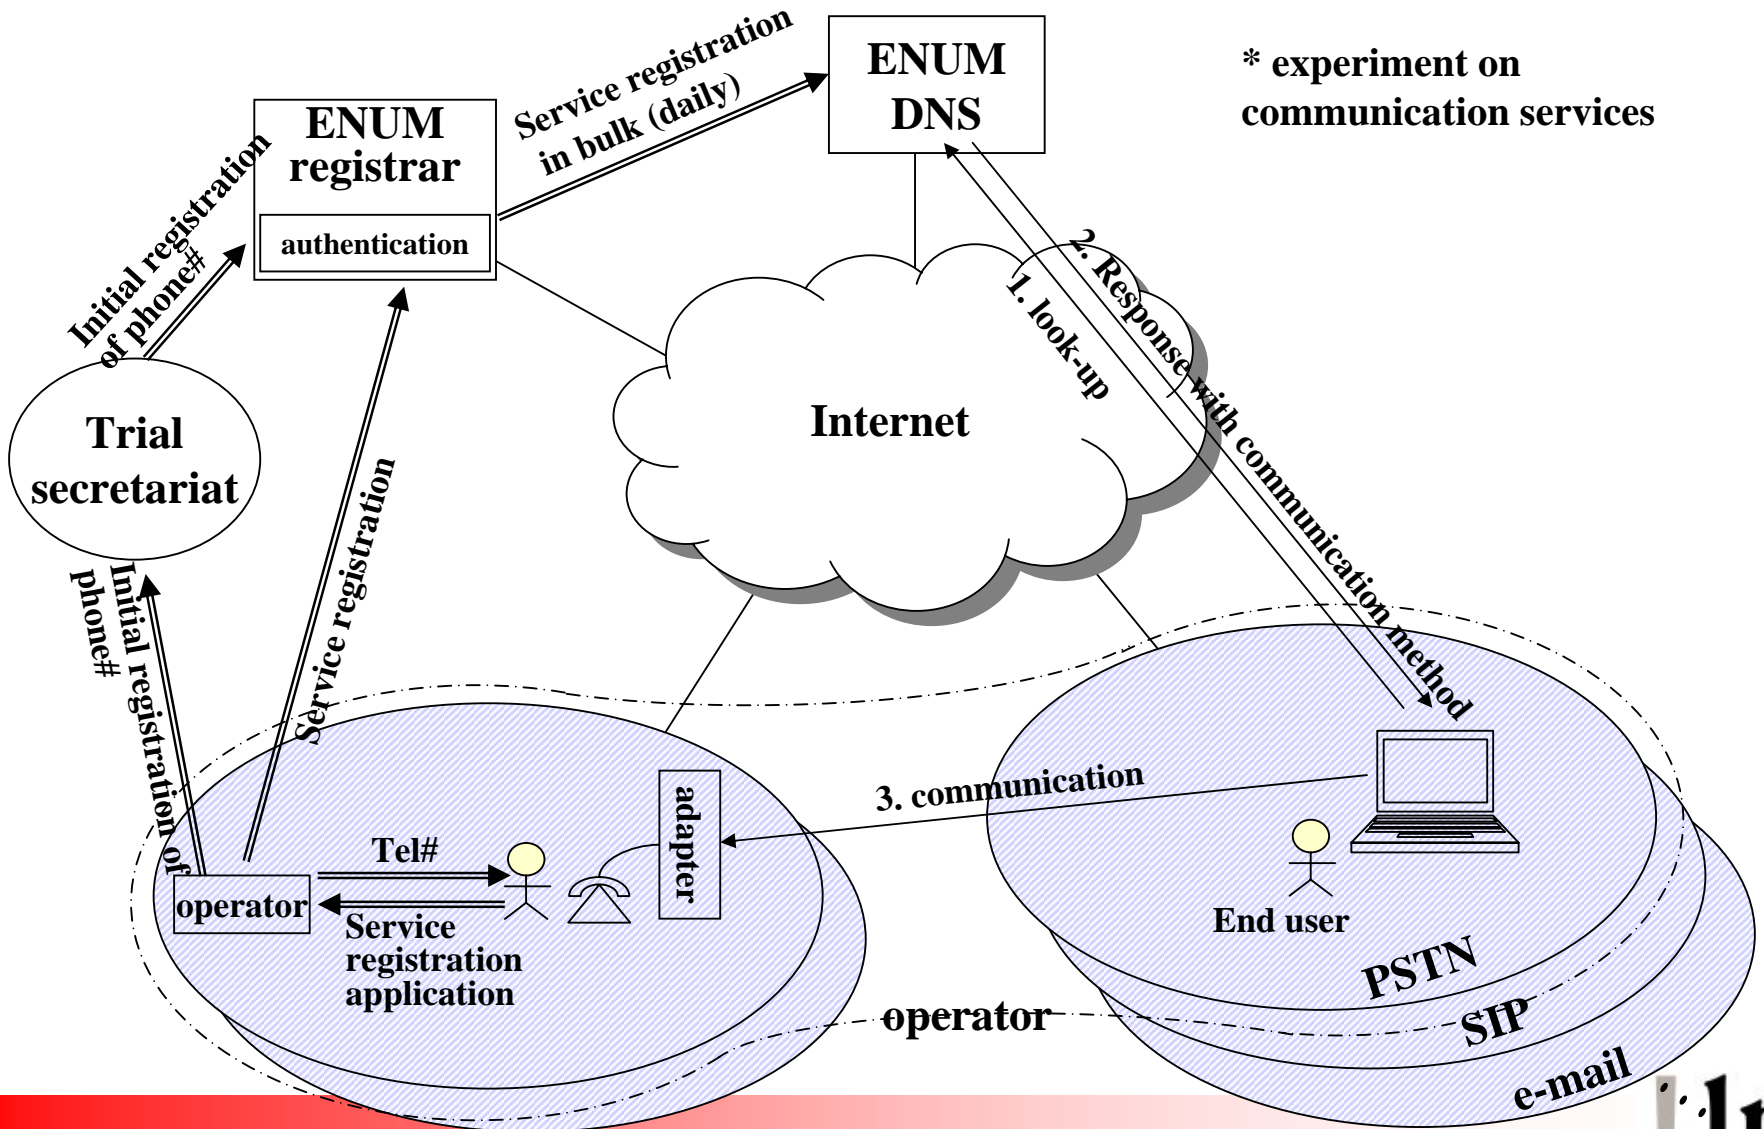 * experiment on
communication services
ENUM
DNS
Service registration
in bulk (daily)
ENUM
registrar
authentication
Initial registration
of phone#
Trial
secretariat
Initial registration of
phone#
Service registration
Internet
1. look-up
2. Response with communication method
3. communication
adapter
Tel#
operator
Service
registration
application
End user
PSTN
SIP
e-mail
operator